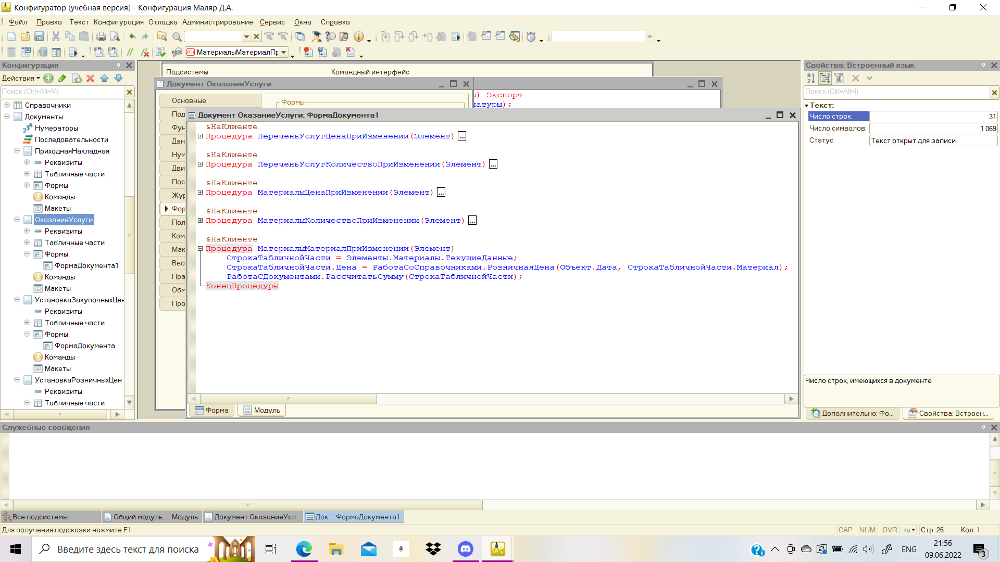 Конфигуратор (учебная версия) - Конфигурация Маляр Д.А.
Файл Правка Текст Конфигурация Отладка Администрирование Сервис Окна Справка
МатериалыМатериалПр
Конфигурация
Действия
Поиск (Ctrl+Alt+M)
Справочники
Документы
Нумераторы
Последовательности
ПриходнаяНакладная
Реквизиты
Табличные части
Формы
Команды
Макеты
ОказаниеУслуги
Реквизиты
Табличные части
Формы
ФормаДокумента1
Команды
Макеты
УстановкаЗакупочныхЦен
Реквизиты
Табличные части
Формы
ФормаДокумента
Команды
Макеты
УстановкаРозничныхЦен
Реквизиты
Табличные части
Подсистемы Командный интерфейс
Документ ОказаниеУслуги
Основные
Под
Фун
Дан
Нум
Дви
Пос
Жур
Фор
Пол
Ком
Мак
Вво
Пра
Обм
Про
Формы
) Экспорт
атуры);
Документ ОказаниеУслуги: ФормаДокумента1
&НаКлиенте
Процедура ПереченьУслугЦенаПриИзменении(Элемент) ...
&НаКлиенте
Процедура ПереченьУслугКоличествоПриИзменении(Элемент) ...
&НаКлиенте
Процедура МатериалыЦенаПриИзменении(Элемент) ...
&НаКлиенте
Процедура МатериалыКоличествоПриИзменении(Элемент) ...
&НаКлиенте
Процедура МатериалыМатериалПриИзменении(Элемент)
СтрокаТабличнойЧасти = Элементы.Материалы.ТекущиеДанные;
СтрокаТабличнойЧасти.Цена = РаботаСоСправочниками.РозничнаяЦена(Объект.Дата, СтрокаТабличнойЧасти.Материал);
РаботаСДокументами.РассчитатьСумму(СтрокаТабличнойЧасти);
КонецПроцедуры
Форма Модуль
Свойства: Встроенный язык
Поиск (Ctrl+Alt+I)
Текст:
Число строк: 31
Число символов: 1 069
Статус: Текст открыт для записи
Число строк, имеющихся в документе
Дополнительно: Фо... Свойства: Встроен...
Служебные сообщения
Все подсистемы Общий модуль ...: Модуль Документ ОказаниеУсл... Док...: ФормаДокумента1
Для получения подсказки нажмите F1 CAP NUM OVR ru Стр: 26 Кол: 1
Введите здесь текст для поиска
a
ENG
21:56
09.06.2022
3